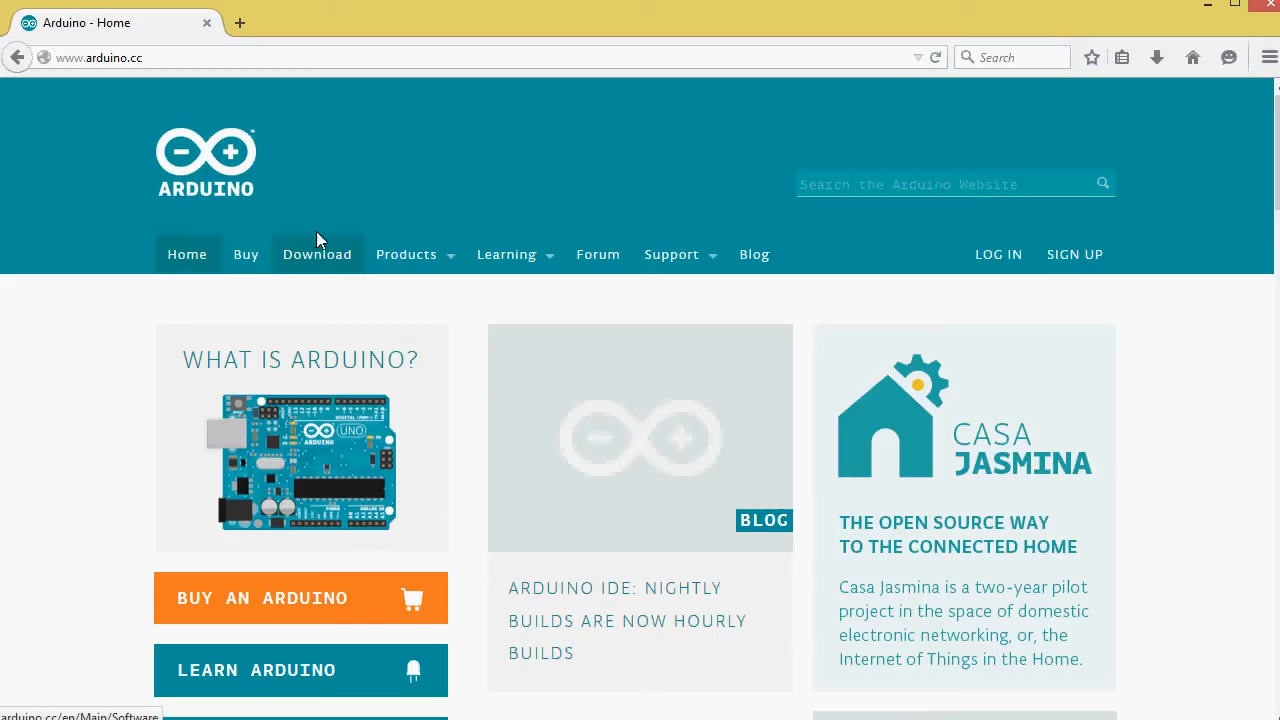 Arduino - Home
www.arduino.cc
Search
ARDUINO
Search the Arduino Website
Home Buy Download Products Learning Forum Support Blog LOG IN SIGN UP
WHAT IS ARDUINO?
ARDUINO
UNO
BUY AN ARDUINO
LEARN ARDUINO
BLOG
ARDUINO IDE: NIGHTLY
BUILDS ARE NOW HOURLY
BUILDS
CASA
JASMINA
THE OPEN SOURCE WAY
TO THE CONNECTED HOME
Casa Jasmina is a two-year pilot
project in the space of domestic
electronic networking, or, the
Internet of Things in the Home.
arduino.cc/en/Main/Software